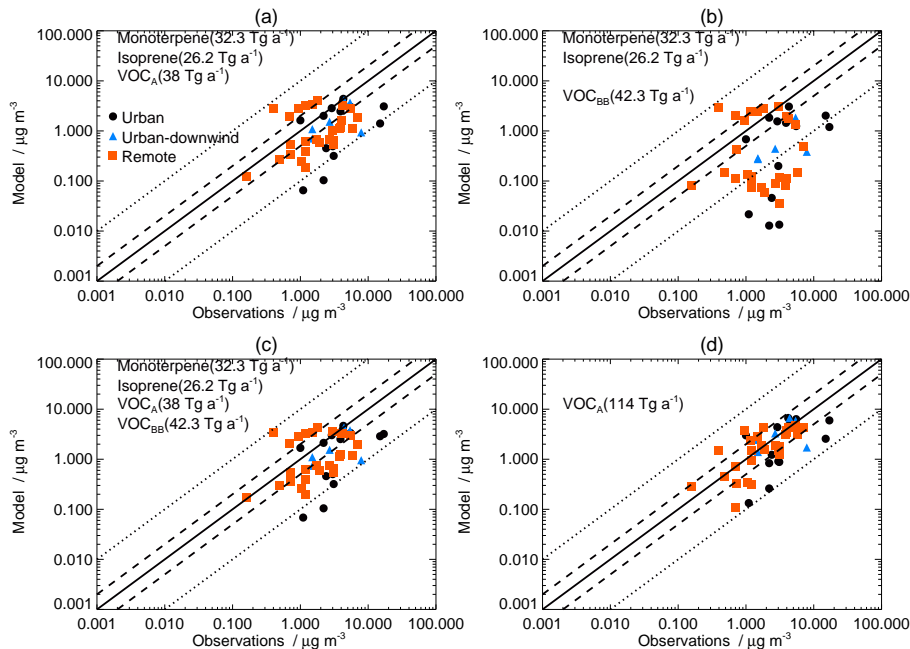 (a)
100.000
10.000
1.000
0.100
0.010
0.001
Model / μg m-3
Monoterpene(32.3 Tg a-1)
Isoprene(26.2 Tg a-1)
VOCA(38 Tg a-1)
Urban
Urban-downwind
Remote
0.001 0.010 0.100 1.000 10.000 100.000
Observations / μg m-3
(b)
100.000
10.000
1.000
0.100
0.010
0.001
Model / μg m-3
Monoterpene(32.3 Tg a-1)
Isoprene(26.2 Tg a-1)
VOCBB(42.3 Tg a-1)
0.001 0.010 0.100 1.000 10.000 100.000
Observations / μg m-3
(c)
100.000
10.000
1.000
0.100
0.010
0.001
Model / μg m-3
Monoterpene(32.3 Tg a-1)
Isoprene(26.2 Tg a-1)
VOCA(38 Tg a-1)
VOCBB(42.3 Tg a-1)
0.001 0.010 0.100 1.000 10.000 100.000
Observations / μg m-3
(d)
100.000
10.000
1.000
0.100
0.010
0.001
Model / μg m-3
VOCA(114 Tg a-1)
0.001 0.010 0.100 1.000 10.000 100.000
Observations / μg m-3